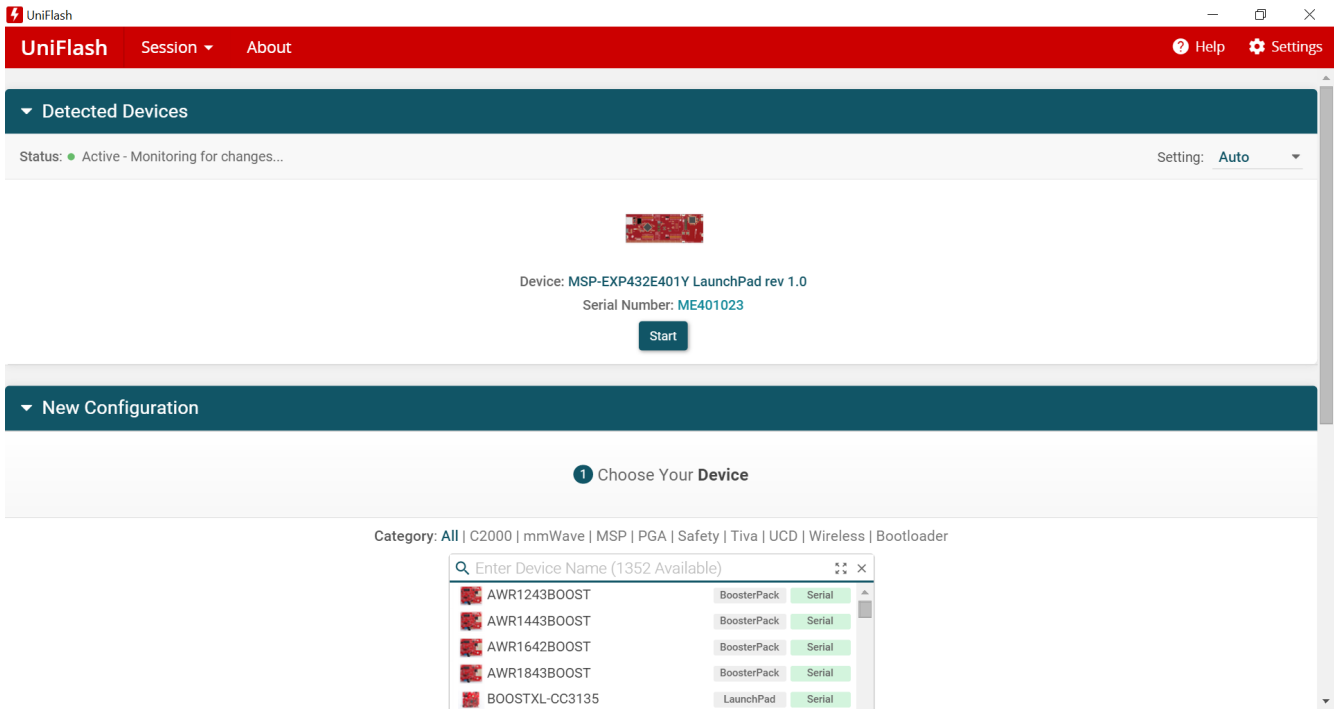 UniFlash
UniFlash Session About Help Settings
Detected Devices
Status: Active - Monitoring for changes... Setting: Auto
Device: MSP-EXP432E401Y LaunchPad rev 1.0
Serial Number: ME401023
Start
New Configuration
1 Choose Your Device
Category: All | C2000 | mmWave | MSP | PGA | Safety | Tiva | UCD | Wireless | Bootloader
Enter Device Name (1352 Available)
AWR1243BOOST BoosterPack Serial
AWR1443BOOST BoosterPack Serial
AWR1642BOOST BoosterPack Serial
AWR1843BOOST BoosterPack Serial
BOOSTXL-CC3135 LaunchPad Serial